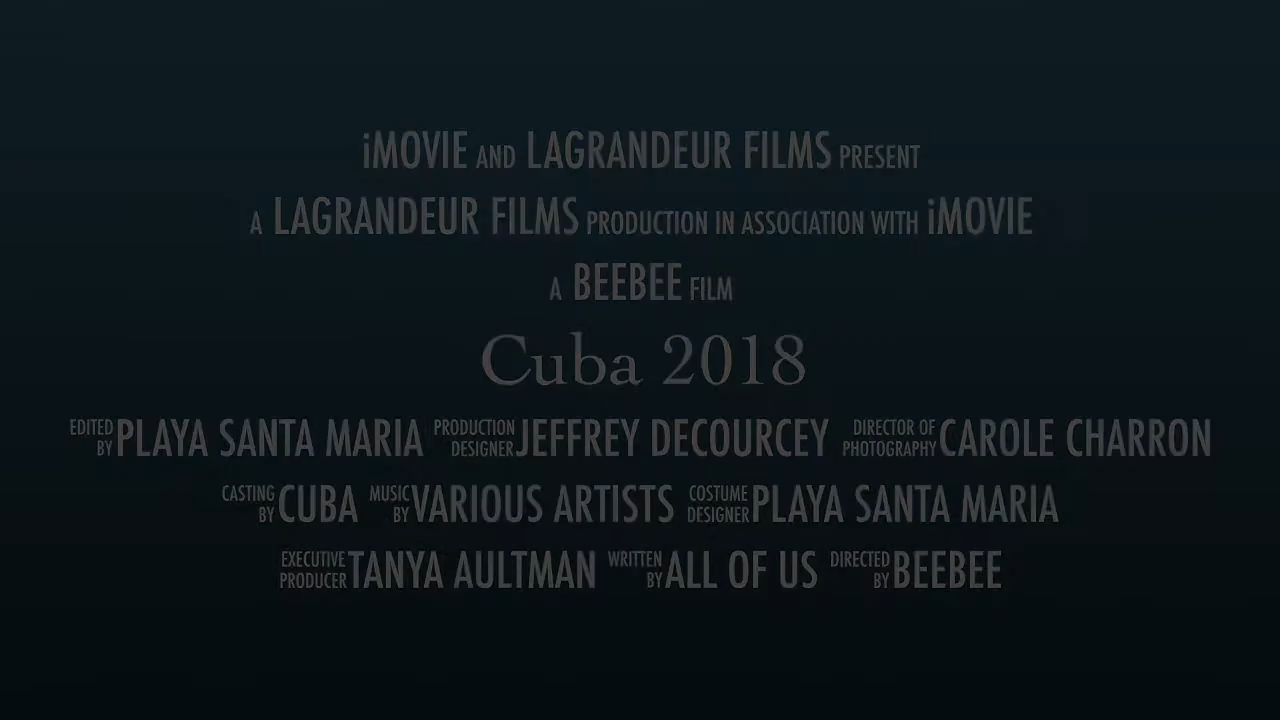 iMOVIE AND LAGRANDEUR FILMS PRESENT
A LAGRANDEUR FILMS PRODUCTION IN ASSOCIATION WITH iMOVIE
A BEEBEE FILM
Cuba 2018
EDITED BY PLAYA SANTA MARIA PRODUCTION DESIGNER JEFFREY DECOURCEY DIRECTOR OF PHOTOGRAPHY CAROLE CHARRON
CASTING BY CUBA MUSIC BY VARIOUS ARTISTS COSTUME DESIGNER PLAYA SANTA MARIA
EXECUTIVE PRODUCER TANYA AULTMAN WRITTEN BY ALL OF US DIRECTED BY BEEBEE